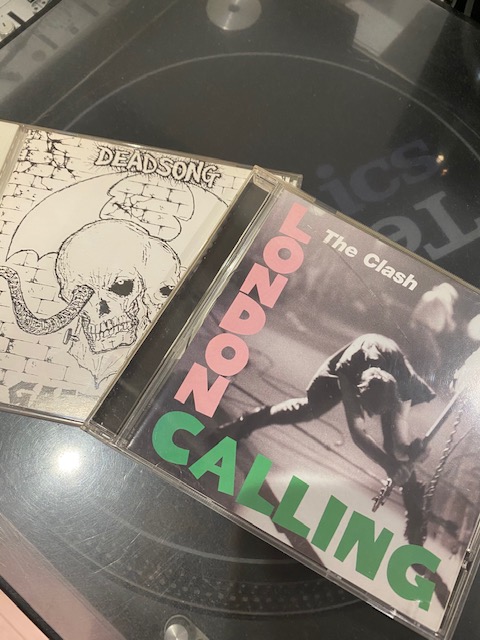 DEADSONG
The Clash
LONDON
CALLING